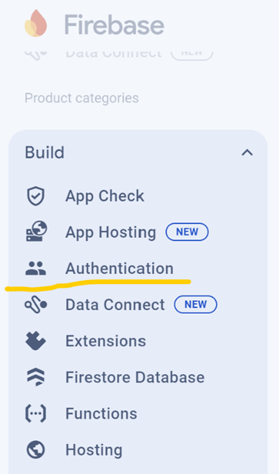 Firebase
Data Connect NEW
Product categories
Build
App Check
App Hosting NEW
Authentication
Data Connect NEW
Extensions
Firestore Database
Functions
Hosting